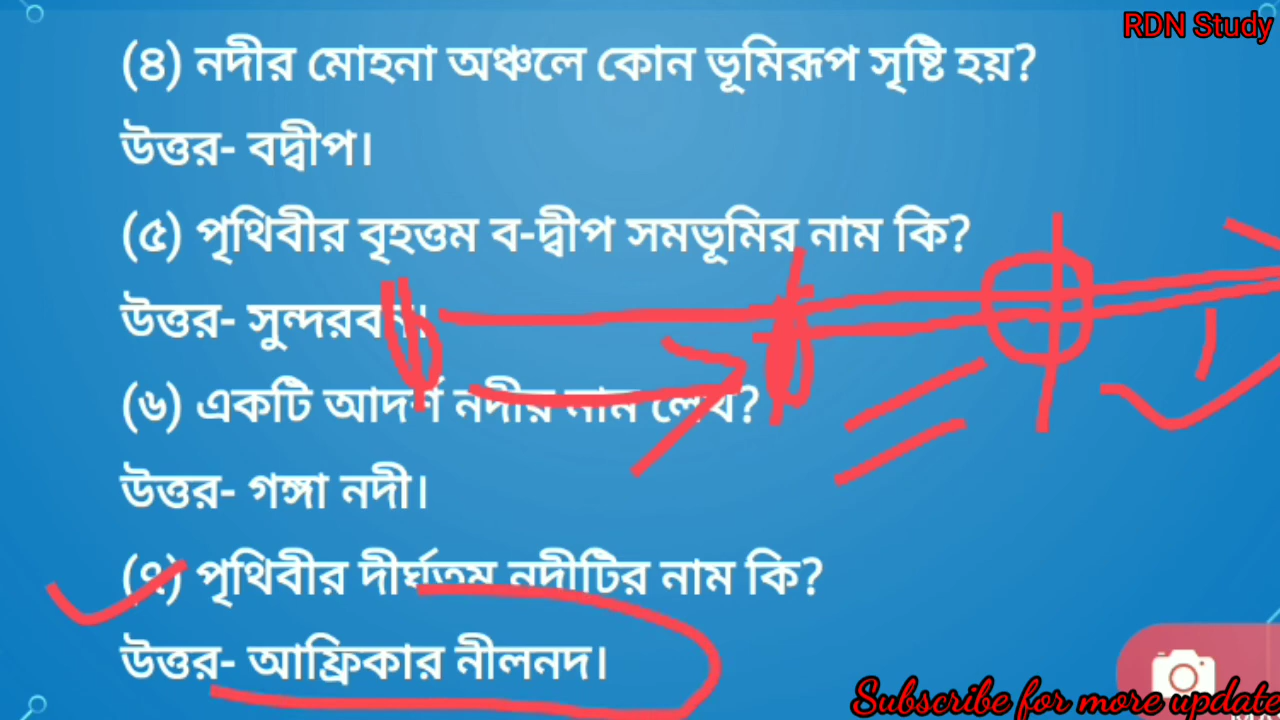 RDN Study
(৪) নদীর মোহনা অঞ্চলে কোন ভূমিরূপ সৃষ্টি হয়?
উত্তর- বদ্বীপ।
(৫) পৃথিবীর বৃহত্তম ব-দ্বীপ সমভূমির নাম কি?
উত্তর- সুন্দরবন।
(৬) একটি আদর্শ নদীর নাম লেখ?
উত্তর- গঙ্গা নদী।
(৭) পৃথিবীর দীর্ঘতম নদীটির নাম কি?
উত্তর- আফ্রিকার নীলনদ।
Subscribe for more update